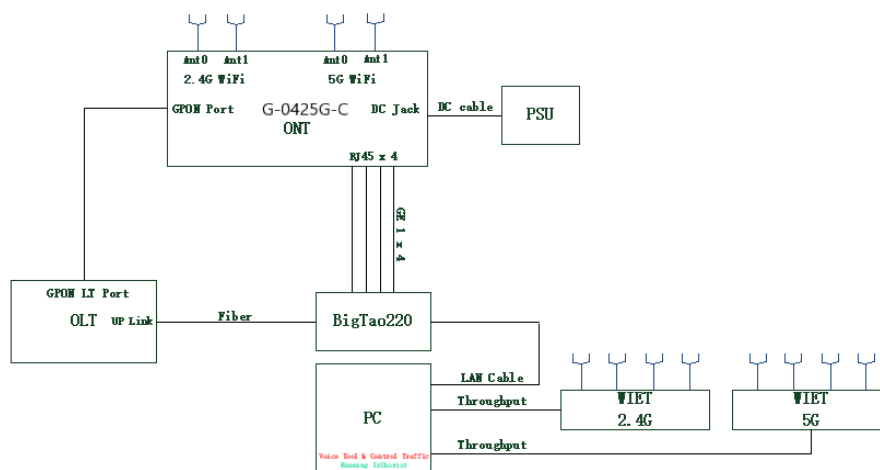 Ant0 Ant1 Ant0 Ant1
2.4G WiFi 5G WiFi
GPON Port G-0425G-C DC Jack DC cable PSU
ONT
RJ45 x 4
GE 1 x 4
GPON LT Port
OLT UP Link Fiber BigTao220
LAN Cable
PC Throughput WIET WIET
2.4G 5G
Throughput
Voice Tool & Control Traffic
Running IxChariot